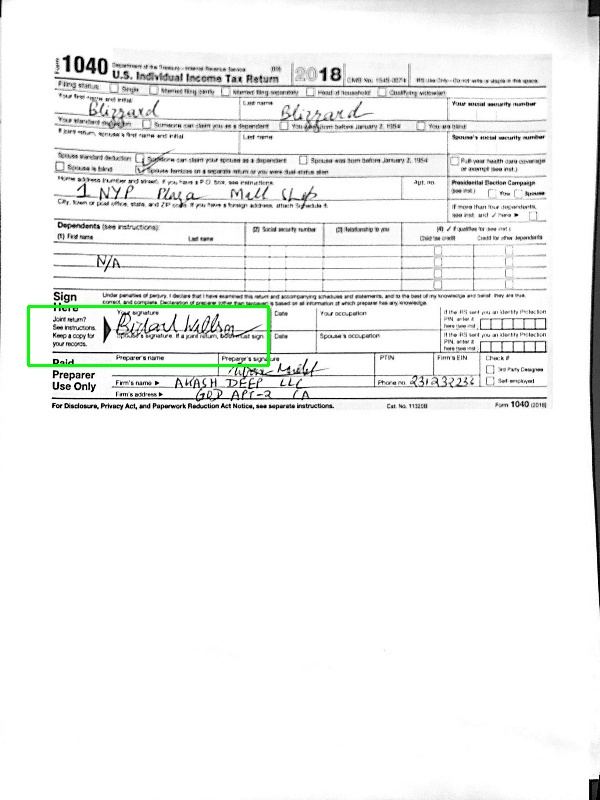 Form 1040 Department of the Treasury—Internal Revenue Service (99)
U.S. Individual Income Tax Return 2018 OMB No. 1545-0074 IRS Use Only—Do not write or staple in this space.
Filing status: Single Married filing jointly Married filing separately Head of household Qualifying widow(er)
Your first name and initial Last name Your social security number
Blizzard Blizzard
Your standard deduction: Someone can claim you as a dependent You were born before January 2, 1954 You are blind
If joint return, spouse's first name and initial Last name Spouse's social security number
Spouse standard deduction: Someone can claim your spouse as a dependent Spouse was born before January 2, 1954 Full-year health care coverage
Spouse is blind Spouse itemizes on a separate return or you were dual-status alien or exempt (see inst.)
Home address (number and street). If you have a P.O. box, see instructions. Apt. no. Presidential Election Campaign
1 NYP Plaza Mall (see inst.) You Spouse
City, town or post office, state, and ZIP code. If you have a foreign address, attach Schedule 6. If more than four dependents,
see inst. and ✓ here ▶
Dependents (see instructions): (2) Social security number (3) Relationship to you (4) ✓ if qualifies for (see inst.):
(1) First name Last name Child tax credit Credit for other dependents
N/A
Sign Under penalties of perjury, I declare that I have examined this return and accompanying schedules and statements, and to the best of my knowledge and belief, they are true,
Here correct, and complete. Declaration of preparer (other than taxpayer) is based on all information of which preparer has any knowledge.
Joint return? Your signature Date Your occupation If the IRS sent you an Identity Protection
See instructions. PIN, enter it
Keep a copy for here (see inst.)
your records. Spouse's signature. If a joint return, both must sign. Date Spouse's occupation If the IRS sent you an Identity Protection
PIN, enter it
here (see inst.)
Paid Preparer's name Preparer's signature PTIN Firm's EIN Check if:
Preparer 3rd Party Designee
Use Only Firm's name ▶ AKASH DEEP LLC Phone no. 231232236 Self-employed
Firm's address ▶ GRD APT-2 CA
For Disclosure, Privacy Act, and Paperwork Reduction Act Notice, see separate instructions. Cat. No. 11320B Form 1040 (2018)